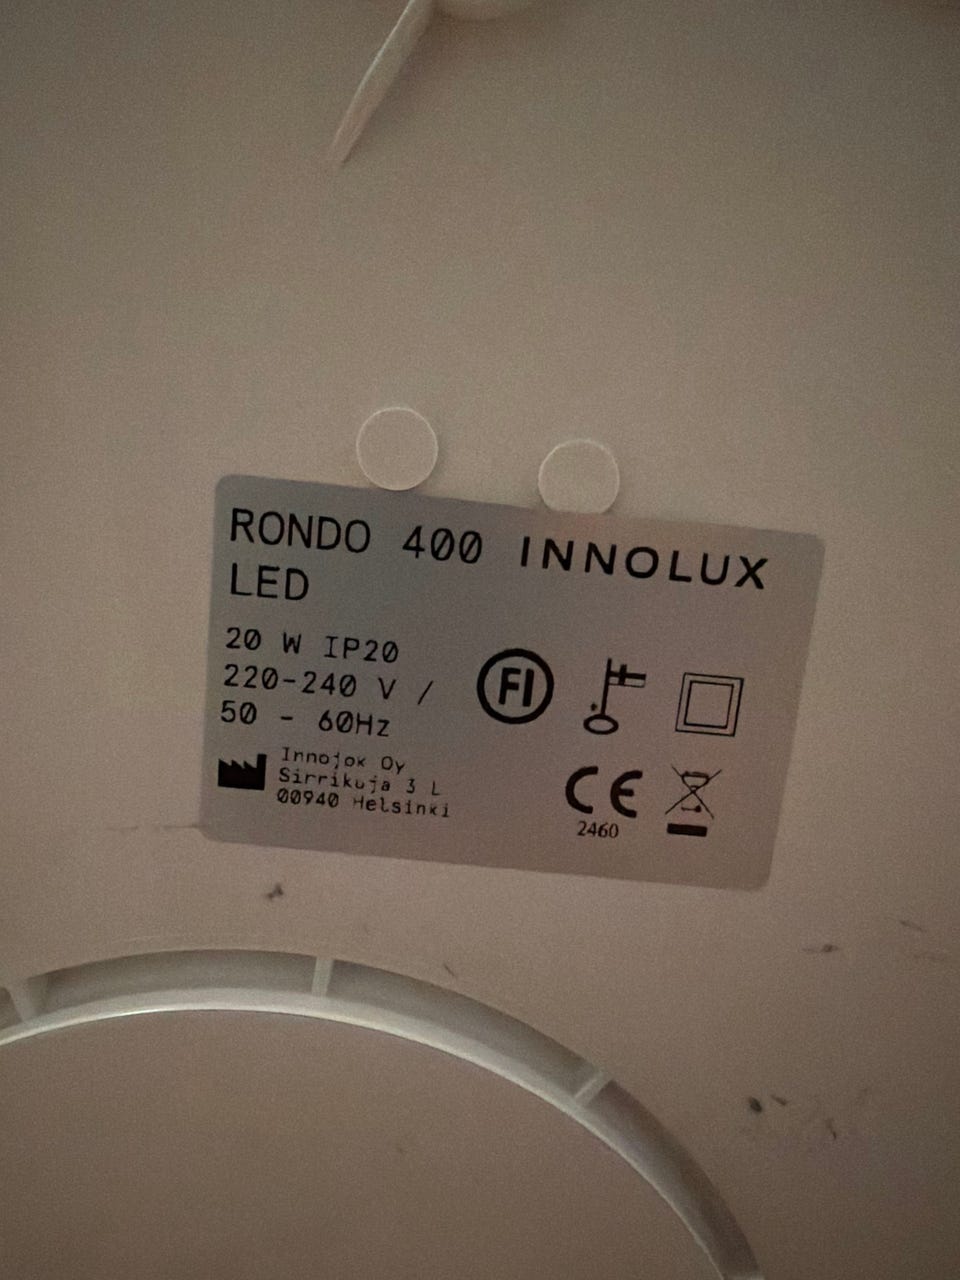 RONDO 400 INNOLUX
LED
20 W IP20
220-240 V /
50 - 60Hz
FI
Innojok Oy
Sirrikuja 3 L
00940 Helsinki
CE
2460